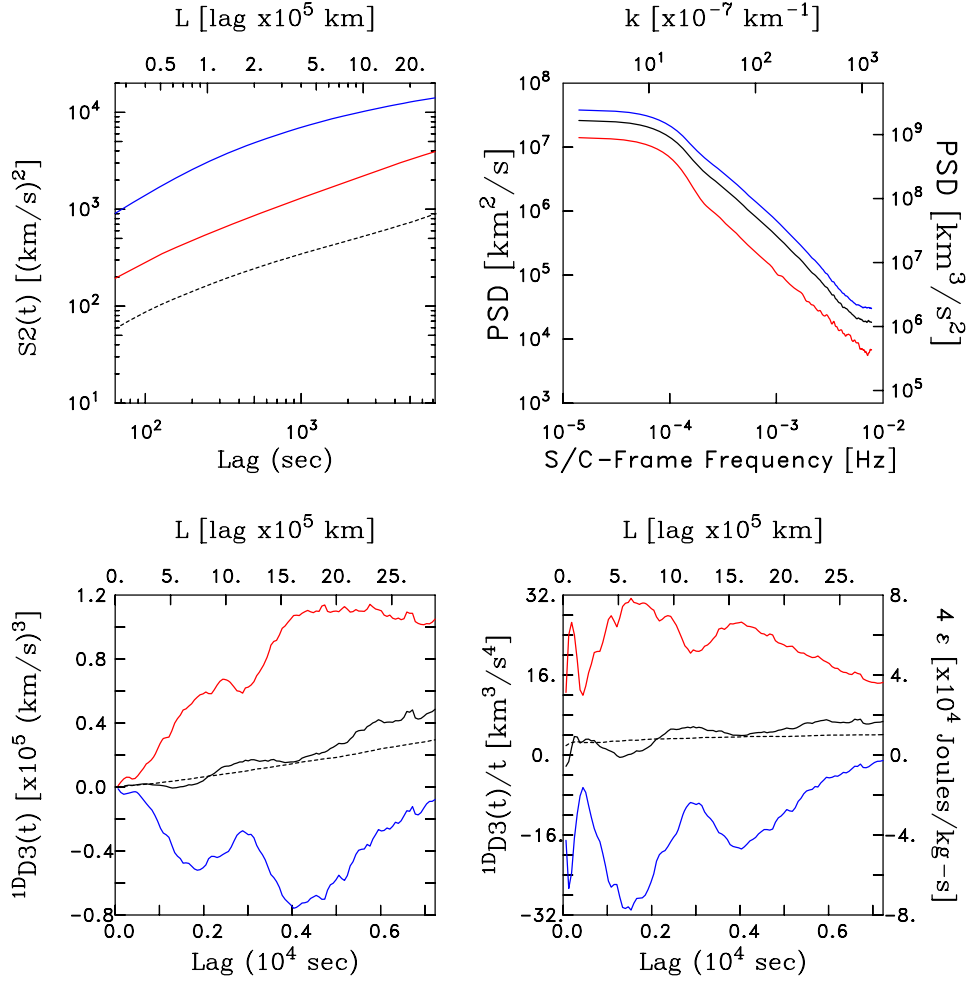 L [lag x10^5 km]
0.5 1. 2. 4. 10. 20.
S2(t) [(km/s)^2]
10^4
10^3
10^2
10^1
10^2 10^3
Lag (sec)
k [x10^-7 km^-1]
10^1 10^2 10^3
PSD [km^2/s]
10^8
10^7
10^6
10^5
10^4
10^3
10^9
10^8
10^7
10^6
10^5
PSD [km^3/s^2]
10^-5 10^-4 10^-3 10^-2
S/C-Frame Frequency [Hz]
L [lag x10^5 km]
0. 5. 10. 15. 20. 25.
^1D D3(t) [x10^5 (km/s)^3]
1.2
0.8
0.4
0.0
-0.4
-0.8
0.0 0.2 0.4 0.6
Lag (10^4 sec)
L [lag x10^5 km]
0. 5. 10. 15. 20. 25.
^1D D3(t)/t [km^3/s^4]
32.
16.
0.
-16.
-32.
8.
4.
0.
-4.
-8.
4 ε [x10^4 Joules/kg-s]
0.0 0.2 0.4 0.6
Lag (10^4 sec)